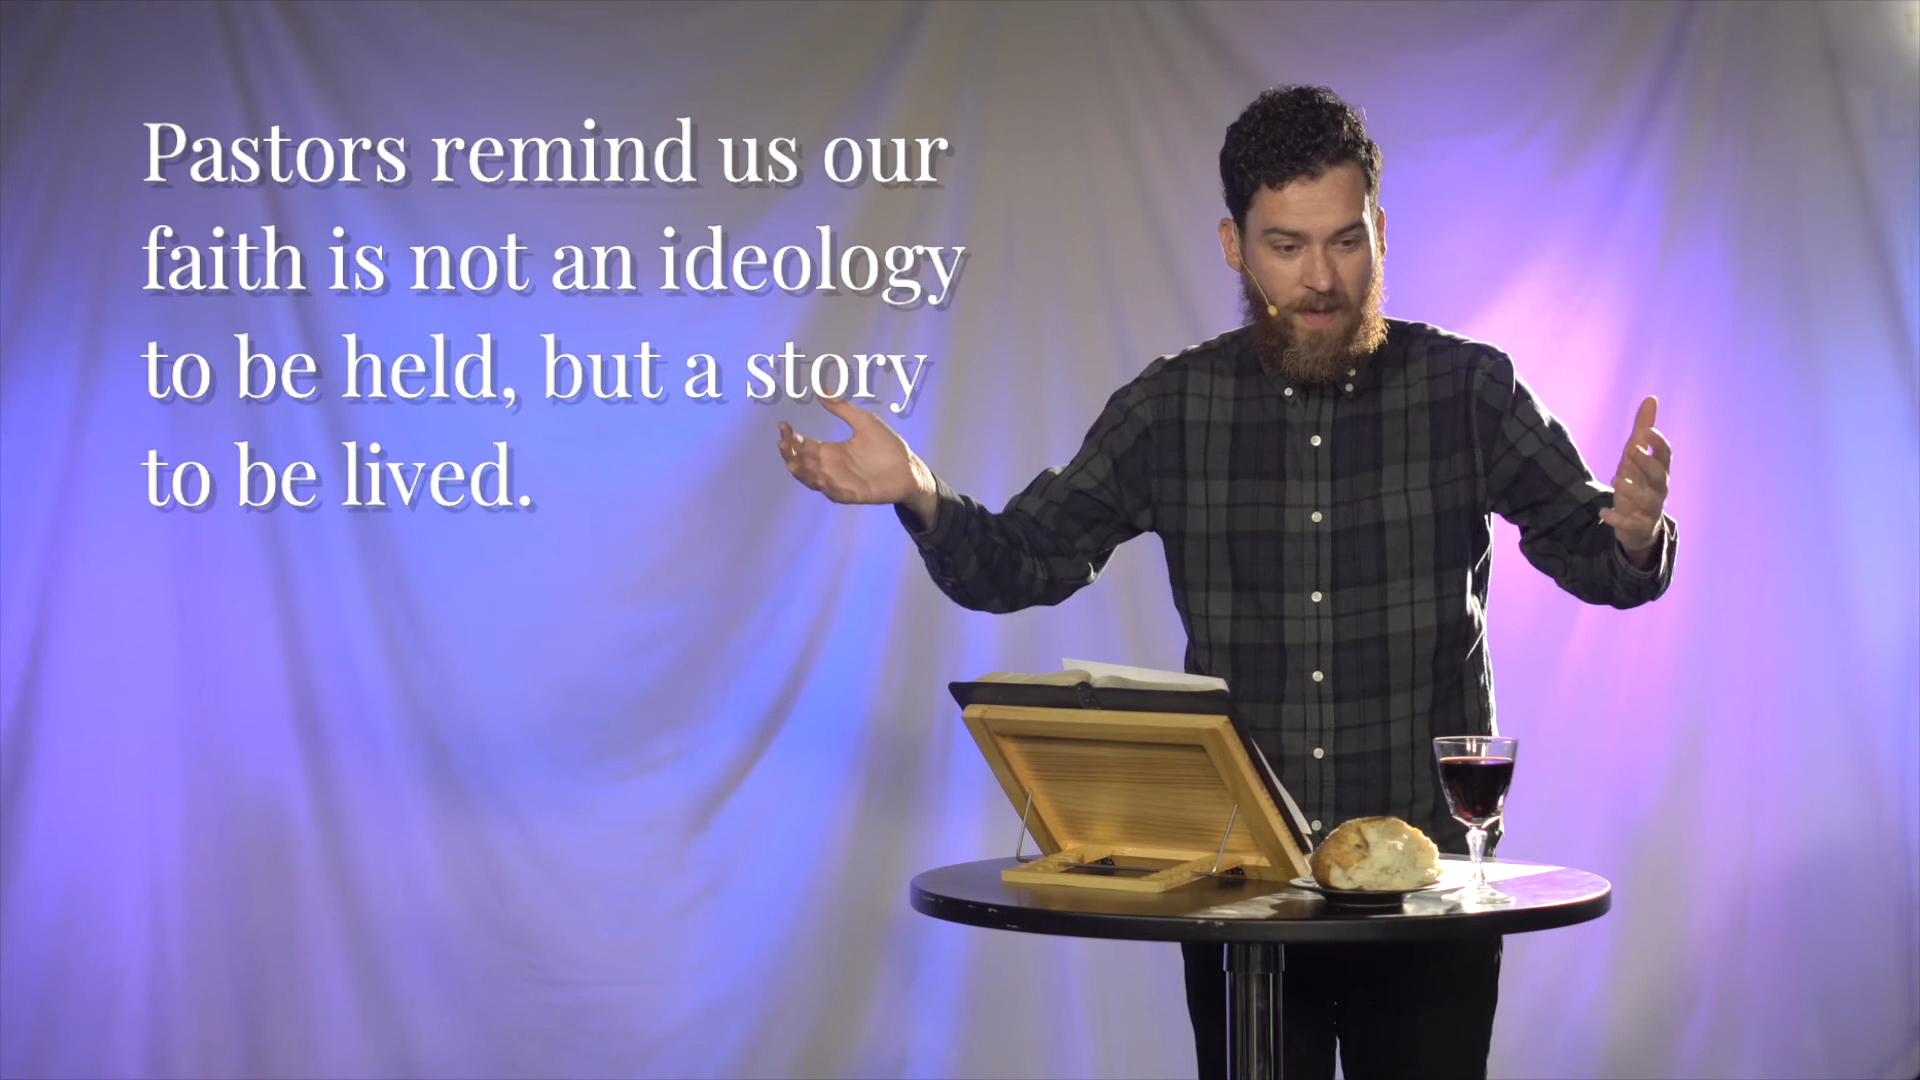 Pastors remind us our
faith is not an ideology
to be held, but a story
to be lived.